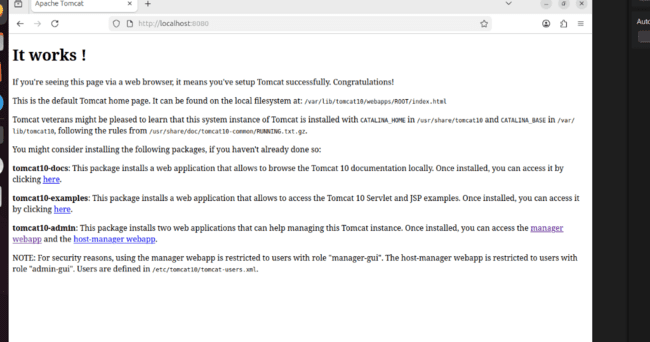 Apache Tomcat
http://localhost:8080
Auto
It works !
If you're seeing this page via a web browser, it means you've setup Tomcat successfully. Congratulations!
This is the default Tomcat home page. It can be found on the local filesystem at: /var/lib/tomcat10/webapps/ROOT/index.html
Tomcat veterans might be pleased to learn that this system instance of Tomcat is installed with CATALINA_HOME in /usr/share/tomcat10 and CATALINA_BASE in /var/
lib/tomcat10, following the rules from /usr/share/doc/tomcat10-common/RUNNING.txt.gz.
You might consider installing the following packages, if you haven't already done so:
tomcat10-docs: This package installs a web application that allows to browse the Tomcat 10 documentation locally. Once installed, you can access it by
clicking here.
tomcat10-examples: This package installs a web application that allows to access the Tomcat 10 Servlet and JSP examples. Once installed, you can access it
by clicking here.
tomcat10-admin: This package installs two web applications that can help managing this Tomcat instance. Once installed, you can access the manager
webapp and the host-manager webapp.
NOTE: For security reasons, using the manager webapp is restricted to users with role "manager-gui". The host-manager webapp is restricted to users with
role "admin-gui". Users are defined in /etc/tomcat10/tomcat-users.xml.